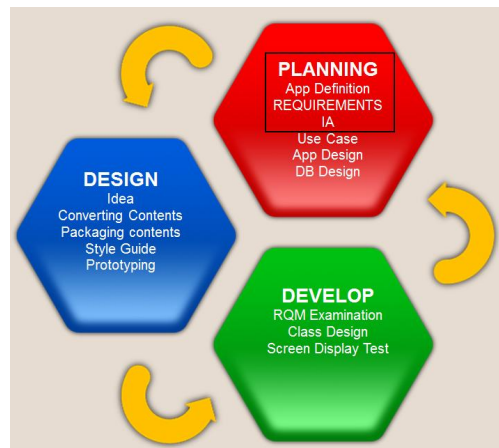 PLANNING
App Definition
REQUIREMENTS
IA
Use Case
App Design
DB Design
DESIGN
Idea
Converting Contents
Packaging contents
Style Guide
Prototyping
DEVELOP
RQM Examination
Class Design
Screen Display Test